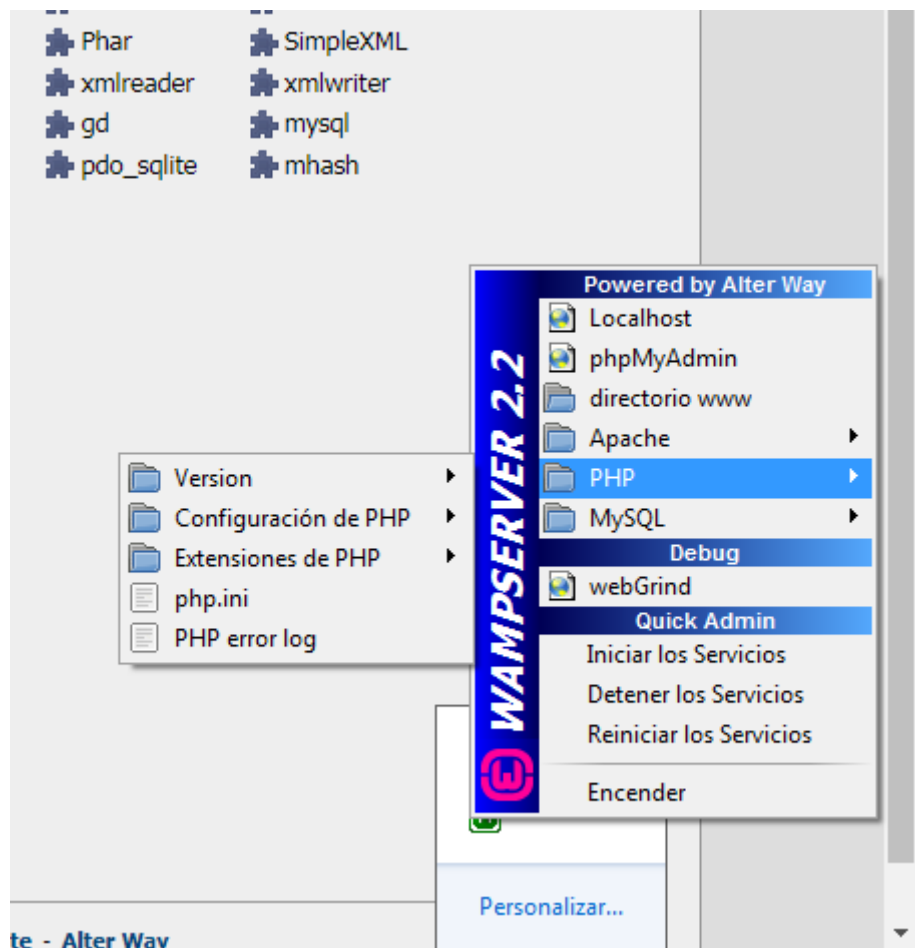 Phar
SimpleXML
xmlreader
xmlwriter
gd
mysql
pdo_sqlite
mhash
Powered by Alter Way
Localhost
phpMyAdmin
directorio www
Apache
PHP
MySQL
Debug
webGrind
Quick Admin
Iniciar los Servicios
Detener los Servicios
Reiniciar los Servicios
Encender
WAMPSERVER 2.2
Version
Configuración de PHP
Extensiones de PHP
php.ini
PHP error log
Personalizar...
te - Alter Way